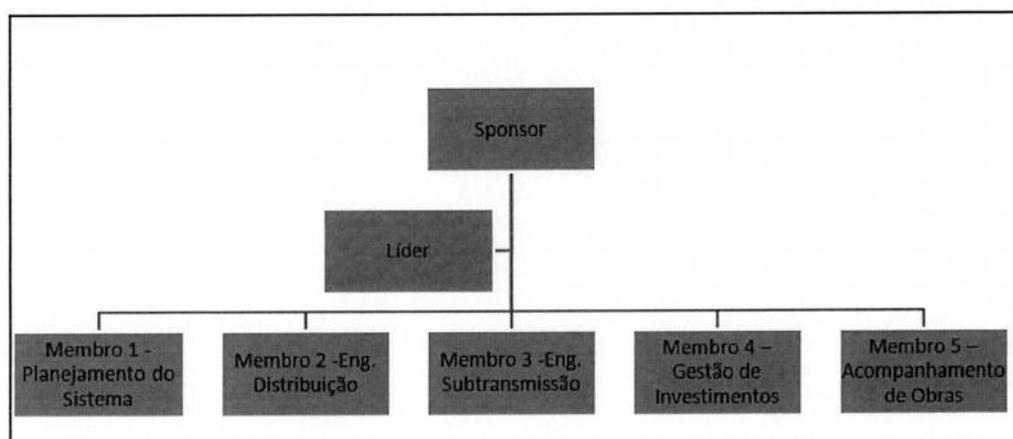 Sponsor
Líder
Membro 1 -
Planejamento do
Sistema
Membro 2 -Eng.
Distribuição
Membro 3 -Eng.
Subtransmissão
Membro 4 –
Gestão de
Investimentos
Membro 5 –
Acompanhamento
de Obras